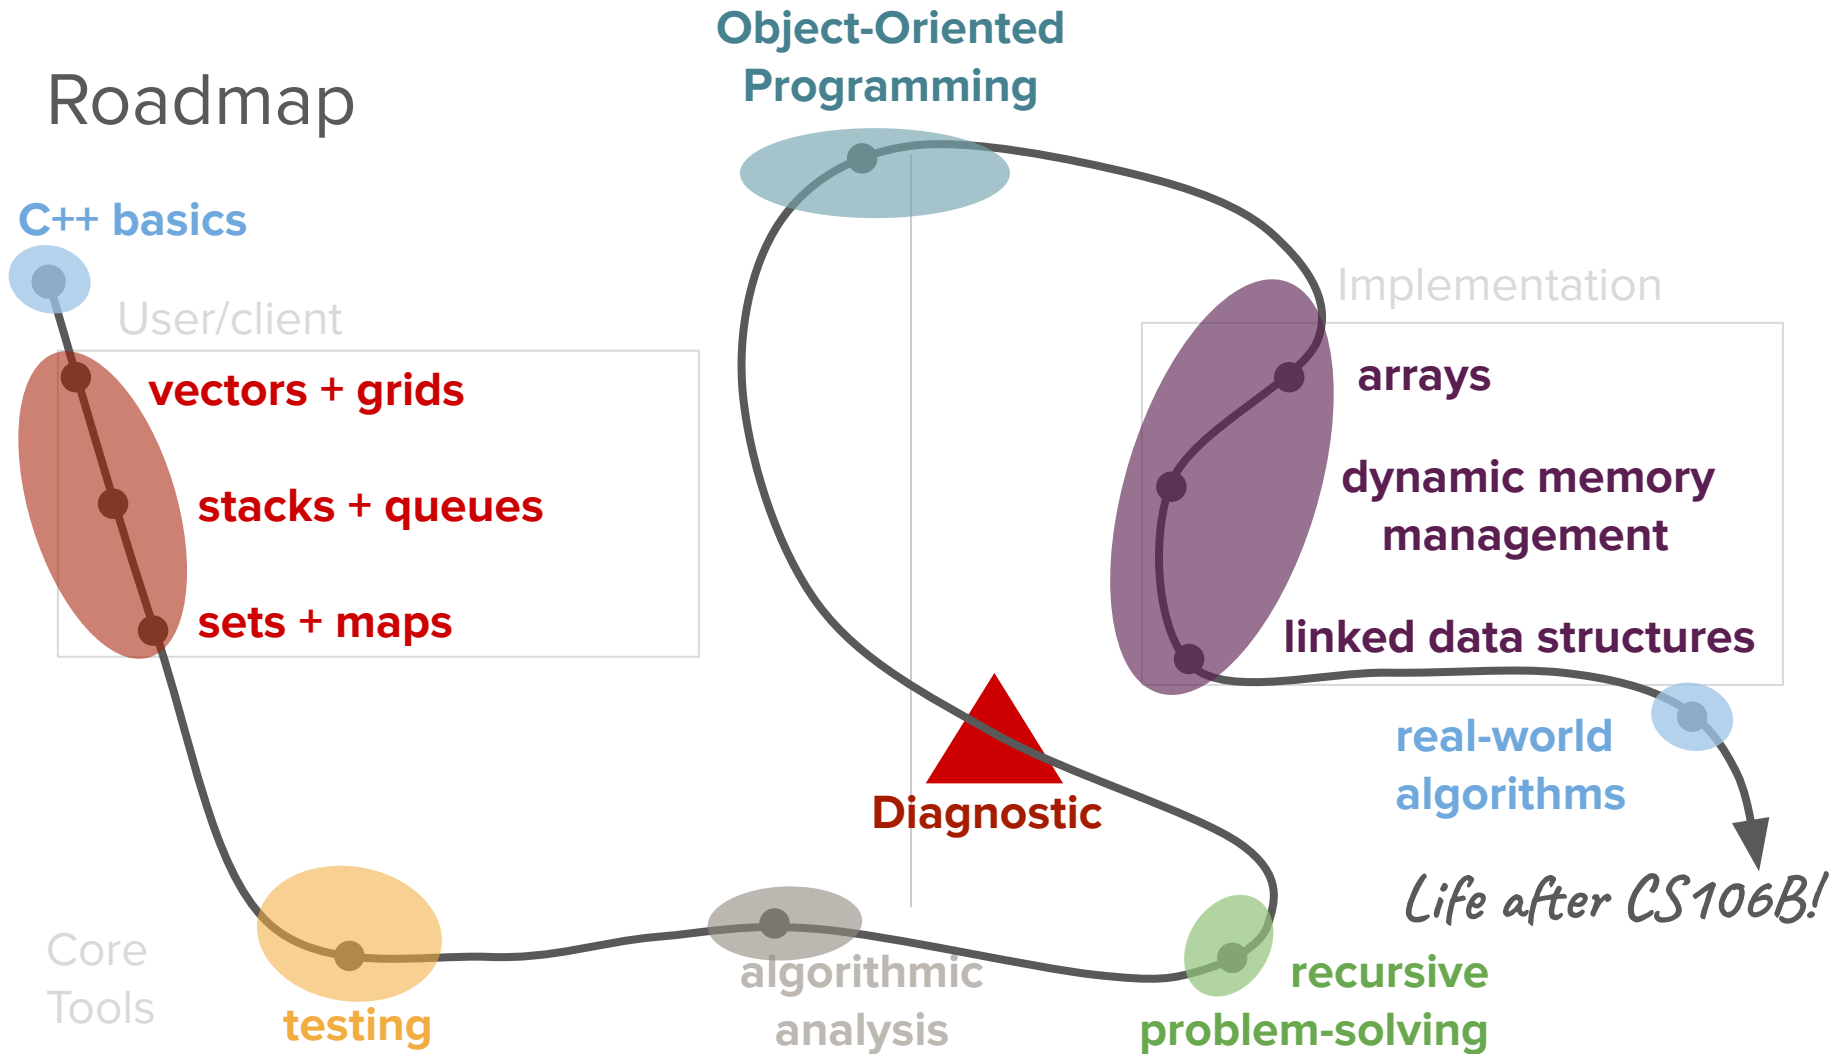 Object-Oriented
Programming
Roadmap
C++ basics
User/client
Implementation
vectors + grids
arrays
stacks + queues
dynamic memory
management
sets + maps
linked data structures
real-world
algorithms
Diagnostic
Life after CS106B!
Core
Tools
testing
algorithmic
analysis
recursive
problem-solving